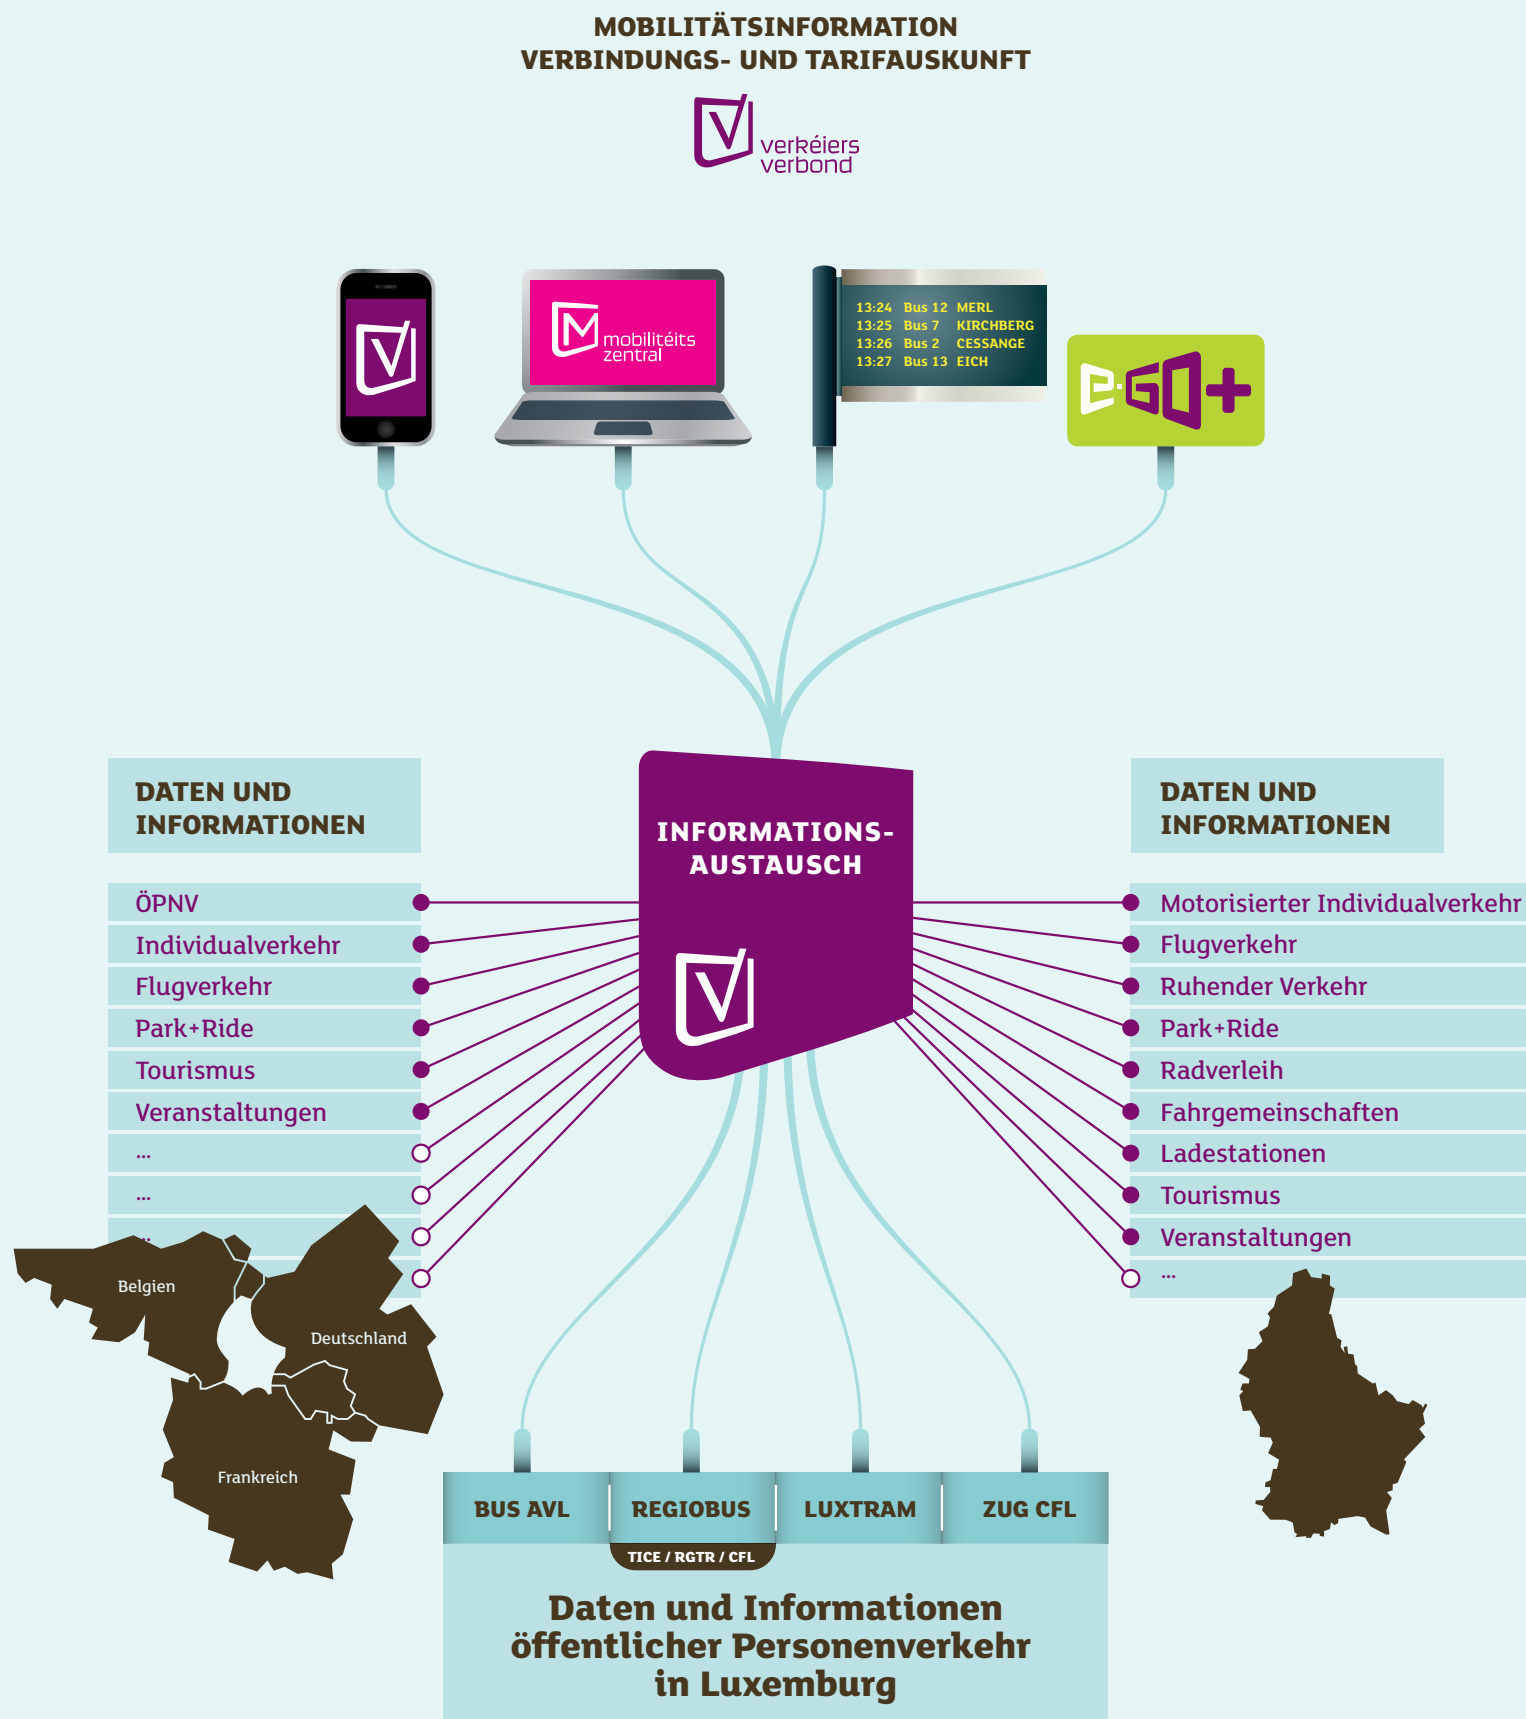 MOBILITÄTSINFORMATION
VERBINDUNGS- UND TARIFAUSKUNFT
verkéiers
verbond
mobilitéits
zentral
13:24 Bus 12 MERL
13:25 Bus 7 KIRCHBERG
13:26 Bus 2 CESSANGE
13:27 Bus 13 EICH
e-GO+
DATEN UND
INFORMATIONEN
ÖPNV
Individualverkehr
Flugverkehr
Park+Ride
Tourismus
Veranstaltungen
...
...
...
INFORMATIONS-
AUSTAUSCH
DATEN UND
INFORMATIONEN
Motorisierter Individualverkehr
Flugverkehr
Ruhender Verkehr
Park+Ride
Radverleih
Fahrgemeinschaften
Ladestationen
Tourismus
Veranstaltungen
...
Belgien
Deutschland
Frankreich
BUS AVL
REGIOBUS
LUXTRAM
ZUG CFL
TICE / RGTR / CFL
Daten und Informationen
öffentlicher Personenverkehr
in Luxemburg